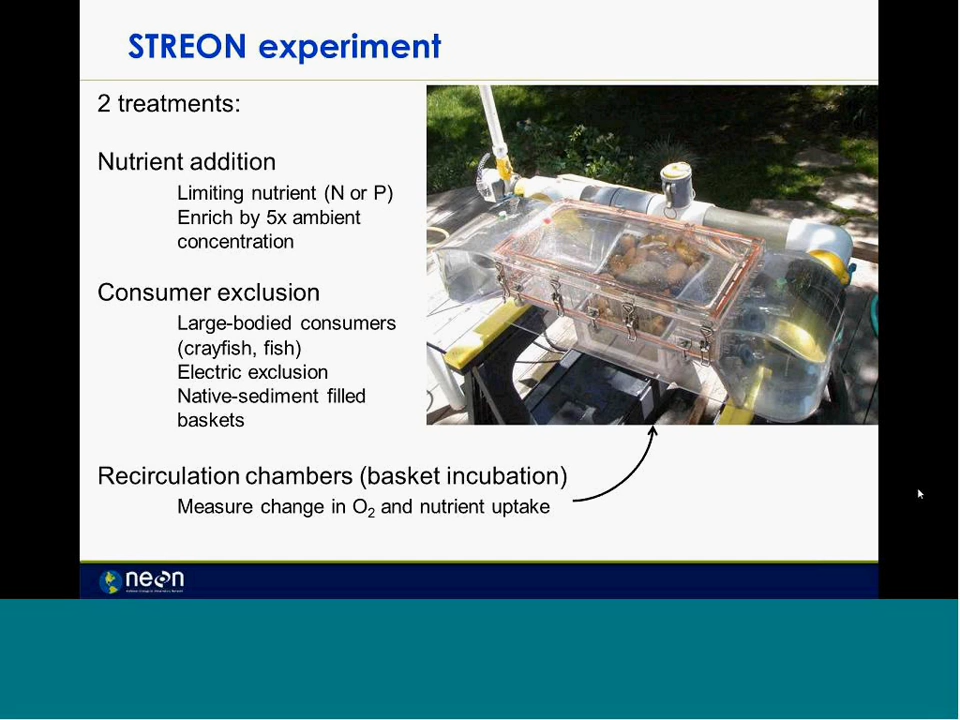 STREON experiment
2 treatments:
Nutrient addition
Limiting nutrient (N or P)
Enrich by 5x ambient
concentration
Consumer exclusion
Large-bodied consumers
(crayfish, fish)
Electric exclusion
Native-sediment filled
baskets
Recirculation chambers (basket incubation)
Measure change in O₂ and nutrient uptake
neon